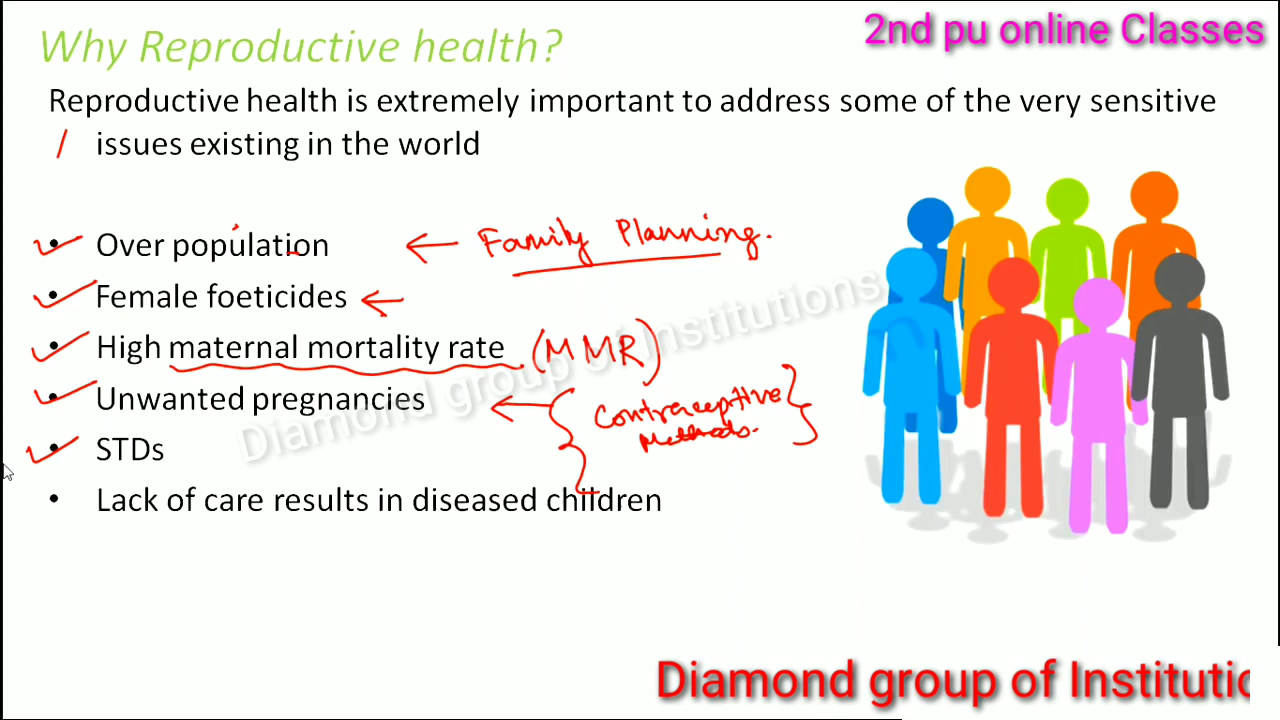 Why Reproductive health?
2nd pu online Classes
Reproductive health is extremely important to address some of the very sensitive
issues existing in the world
• Over population ← Family Planning.
• Female foeticides ←
• High maternal mortality rate (MMR)
• Unwanted pregnancies ← { Contraceptive }
Methods.
• STDs
• Lack of care results in diseased children
Diamond group of Institutions
Diamond group of Institutio